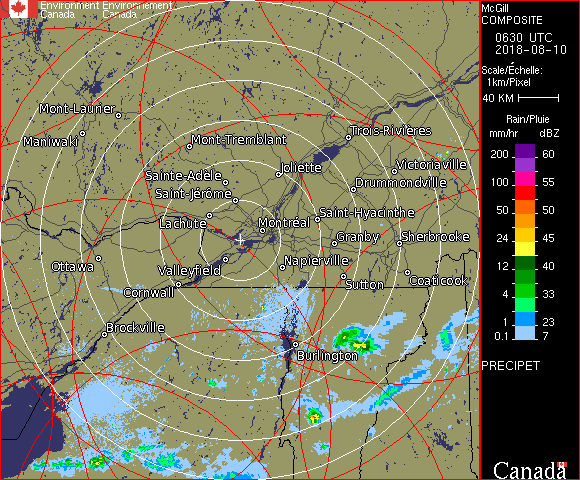 Environment Environnement
Canada Canada
McGill
COMPOSITE
0630 UTC
2018-08-10
Scale/Échelle:
1km/Pixel
40 KM
Rain/Pluie
mm/hr dBZ
200 60
100 55
50 50
24 45
12 40
4 33
1 23
0.1 7
PRECIPET
Canada
Mont-Laurier
Maniwaki
Mont-Tremblant
Trois-Rivières
Sainte-Adèle
Joliette
Victoriaville
Saint-Jérôme
Drummondville
Lachute
Montréal
Saint-Hyacinthe
Granby
Sherbrooke
Ottawa
Valleyfield
Napierville
Cornwall
Sutton
Coaticook
Brockville
Burlington